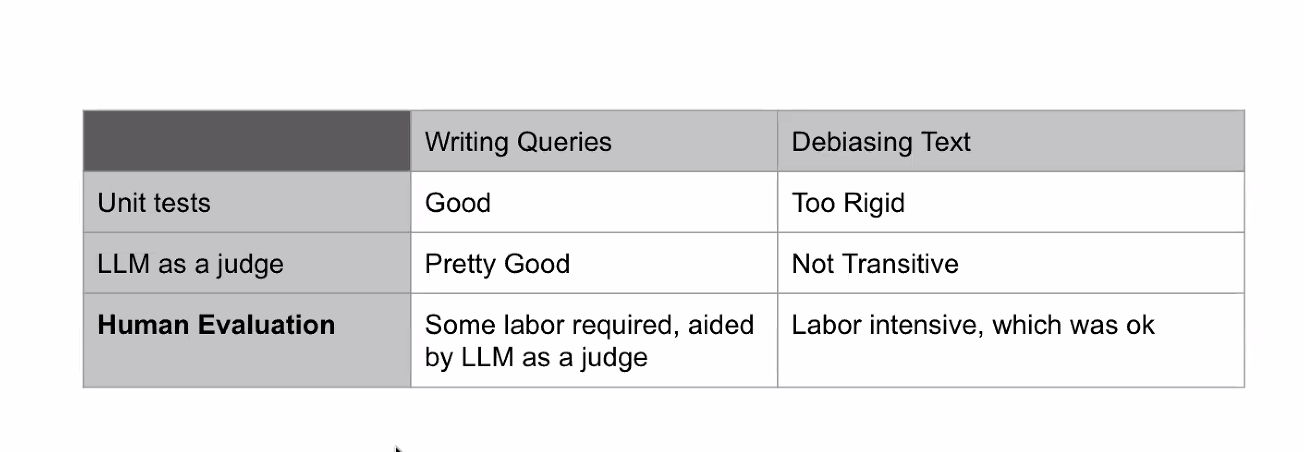 Writing Queries
Debiasing Text
Unit tests
Good
Too Rigid
LLM as a judge
Pretty Good
Not Transitive
Human Evaluation
Some labor required, aided
by LLM as a judge
Labor intensive, which was ok